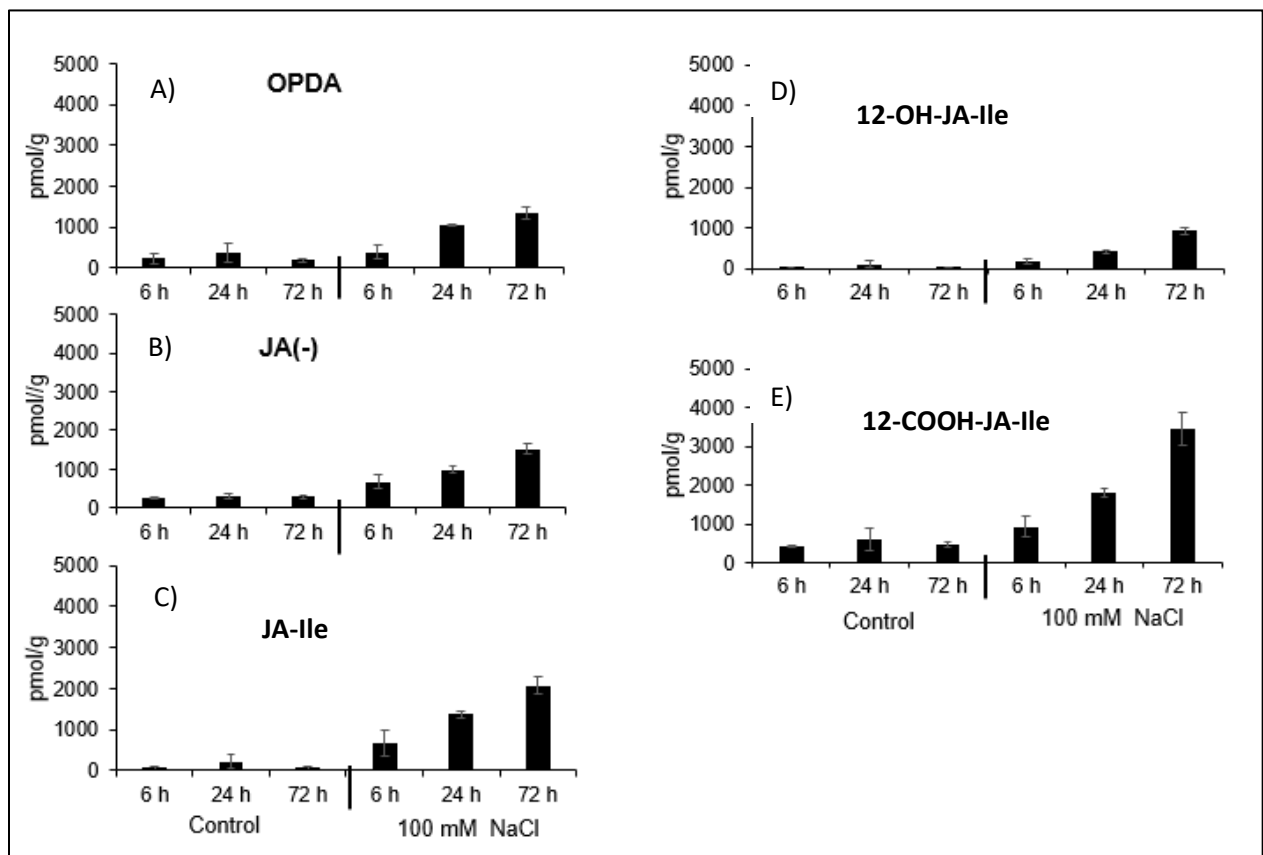 A)
OPDA
pmol/g
5000
4000
3000
2000
1000
0
6 h 24 h 72 h 6 h 24 h 72 h
B)
JA(-)
pmol//g
5000
4000
3000
2000
1000
0
6 h 24 h 72 h 6 h 24 h 72 h
C)
JA-Ile
pmol/g
5000
4000
3000
2000
1000
0
6 h 24 h 72 h 6 h 24 h 72 h
Control 100 mM NaCl
D)
12-OH-JA-Ile
pmol/g
5000
4000
3000
2000
1000
0
6 h 24 h 72 h 6 h 24 h 72 h
E)
12-COOH-JA-Ile
pmol/g
5000
4000
3000
2000
1000
0
6 h 24 h 72 h 6 h 24 h 72 h
Control 100 mM NaCl